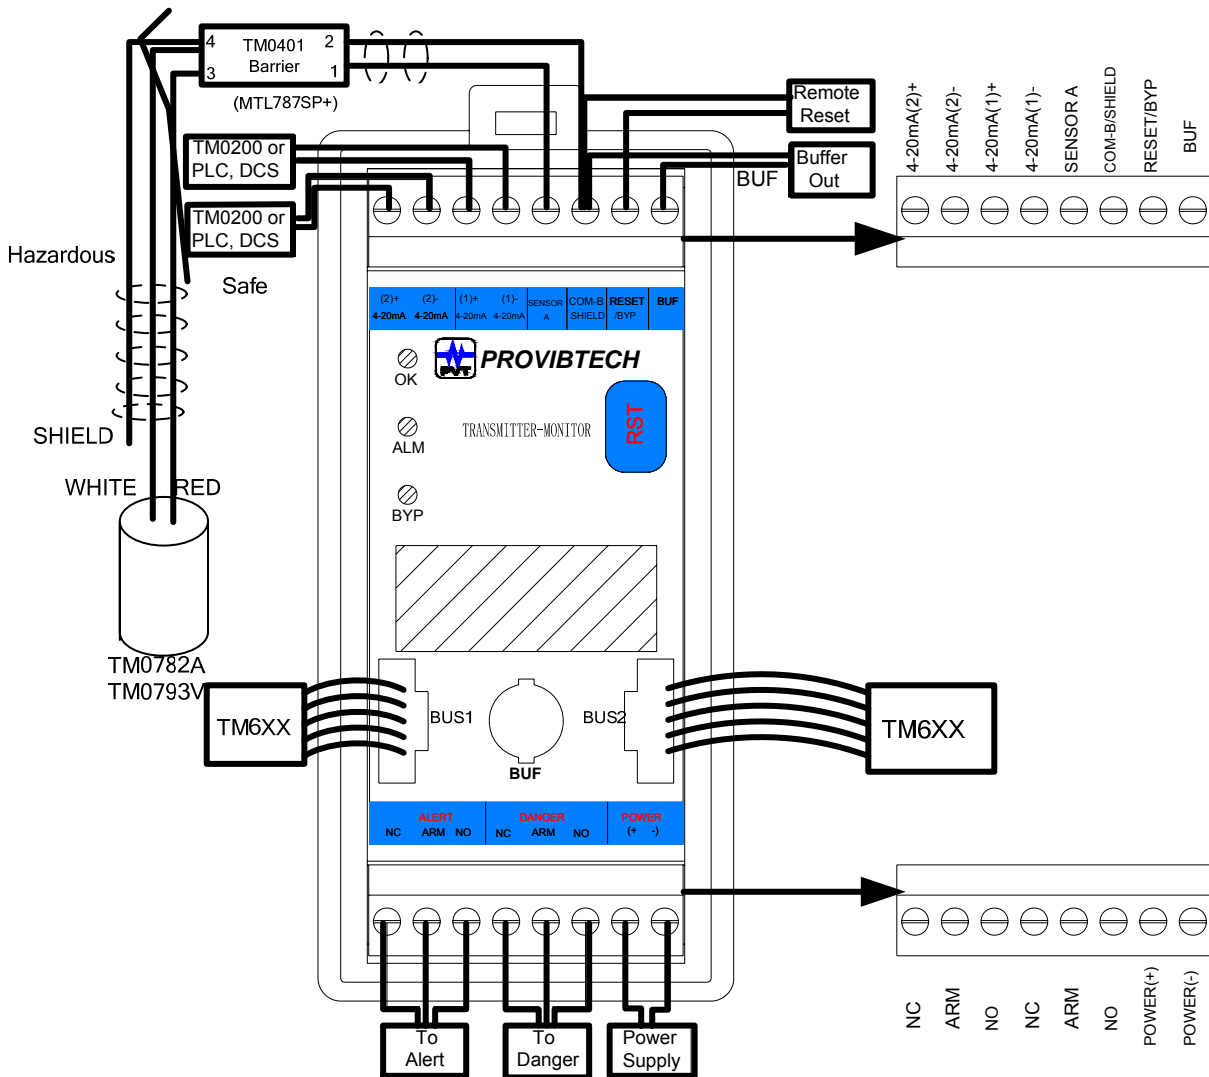 4
TM0401
2
Barrier
3
1
(MTL787SP+)
TM0200 or
PLC, DCS
TM0200 or
PLC, DCS
Hazardous
Safe
SHIELD
WHITE
RED
TM0782A
TM0793V
Remote
Reset
Buffer
Out
BUF
4-20mA(2)+
4-20mA(2)-
4-20mA(1)+
4-20mA(1)-
SENSOR A
COM-B/SHIELD
RESET/BYP
BUF
(2)+
4-20mA
(2)-
4-20mA
(1)+
4-20mA
(1)-
4-20mA
SENSOR
A
COM-B
SHIELD
RESET
/BYP
BUF
OK
PVT
PROVIBTECH
ALM
TRANSMITTER-MONITOR
RST
BYP
TM6XX
BUS1
BUS2
BUF
TM6XX
ALERT
NC ARM NO
DANGER
NC ARM NO
POWER
(+ -)
To
Alert
To
Danger
Power
Supply
NC
ARM
NO
NC
ARM
NO
POWER(+)
POWER(-)